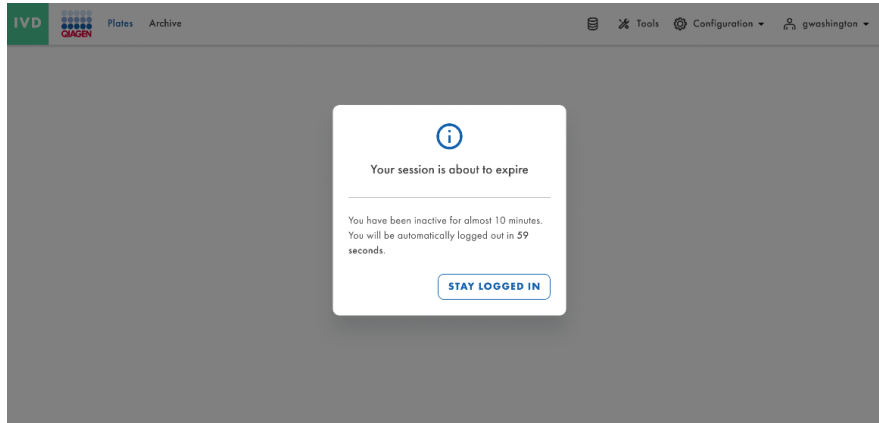 IVD QIAGEN Plates Archive Tools Configuration gwashington
Your session is about to expire
You have been inactive for almost 10 minutes.
You will be automatically logged out in 59
seconds.
STAY LOGGED IN